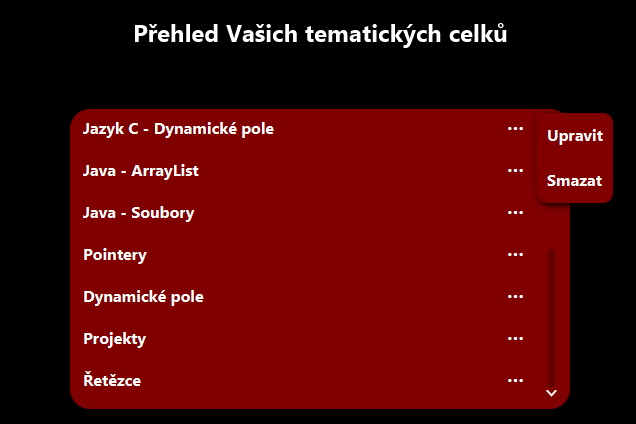 Přehled Vašich tematických celků
Jazyk C - Dynamické pole
Upravit
Java - ArrayList
Smazat
Java - Soubory
Pointery
Dynamické pole
Projekty
Řetězce